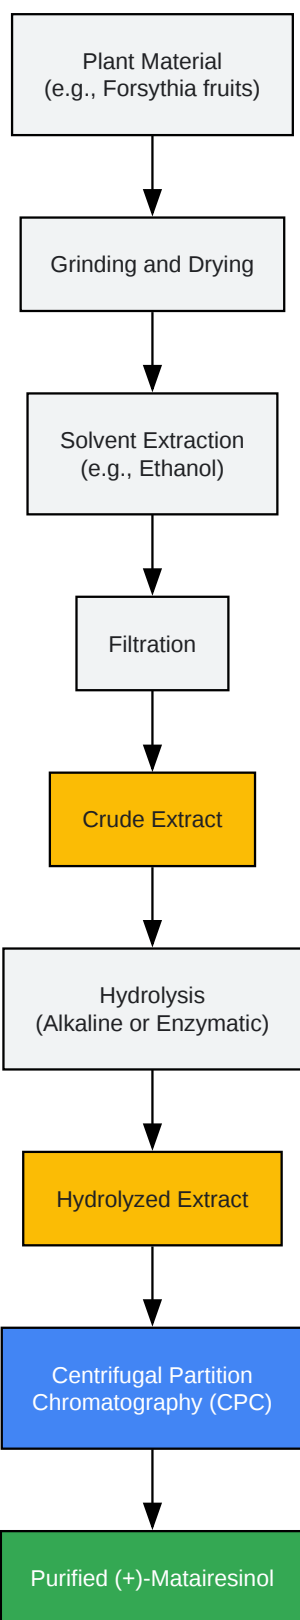 Plant Material
(e.g., Forsythia fruits)
Grinding and Drying
Solvent Extraction
(e.g., Ethanol)
Filtration
Crude Extract
Hydrolysis
(Alkaline or Enzymatic)
Hydrolyzed Extract
Centrifugal Partition
Chromatography (CPC)
Purified (+)-Matairesinol